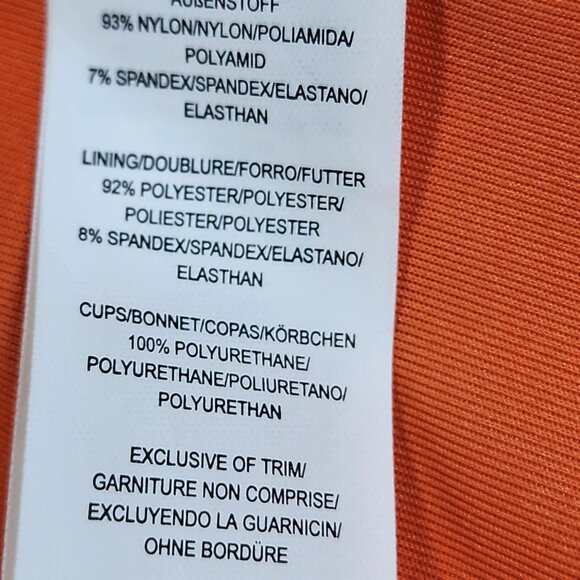 AUßENSTOFF
93% NYLON/NYLON/POLIAMIDA/
POLYAMID
7% SPANDEX/SPANDEX/ELASTANO/
ELASTHAN
LINING/DOUBLURE/FORRO/FUTTER
92% POLYESTER/POLYESTER/
POLIESTER/POLYESTER
8% SPANDEX/SPANDEX/ELASTANO/
ELASTHAN
CUPS/BONNET/COPAS/KÖRBCHEN
100% POLYURETHANE/
POLYURETHANE/POLIURETANO/
POLYURETHAN
EXCLUSIVE OF TRIM/
GARNITURE NON COMPRISE/
EXCLUYENDO LA GUARNICIN/
OHNE BORDÜRE